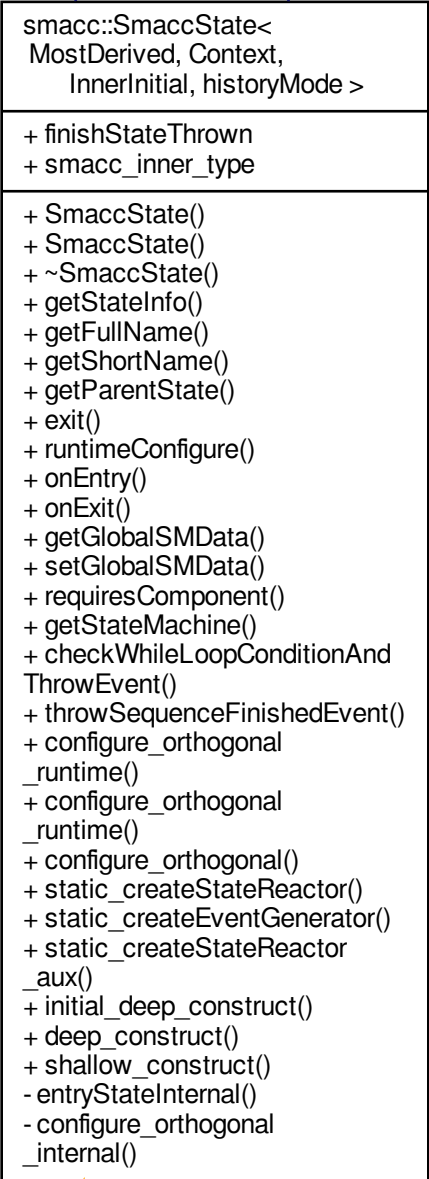 smacc::SmaccState<
MostDerived, Context,
InnerInitial, historyMode >
+ finishStateThrown
+ smacc_inner_type
+ SmaccState()
+ SmaccState()
+ ~SmaccState()
+ getStateInfo()
+ getFullName()
+ getShortName()
+ getParentState()
+ exit()
+ runtimeConfigure()
+ onEntry()
+ onExit()
+ getGlobalSMData()
+ setGlobalSMData()
+ requiresComponent()
+ getStateMachine()
+ checkWhileLoopConditionAnd
ThrowEvent()
+ throwSequenceFinishedEvent()
+ configure_orthogonal
_runtime()
+ configure_orthogonal
_runtime()
+ configure_orthogonal()
+ static_createStateReactor()
+ static_createEventGenerator()
+ static_createStateReactor
_aux()
+ initial_deep_construct()
+ deep_construct()
+ shallow_construct()
- entryStateInternal()
- configure_orthogonal
_internal()